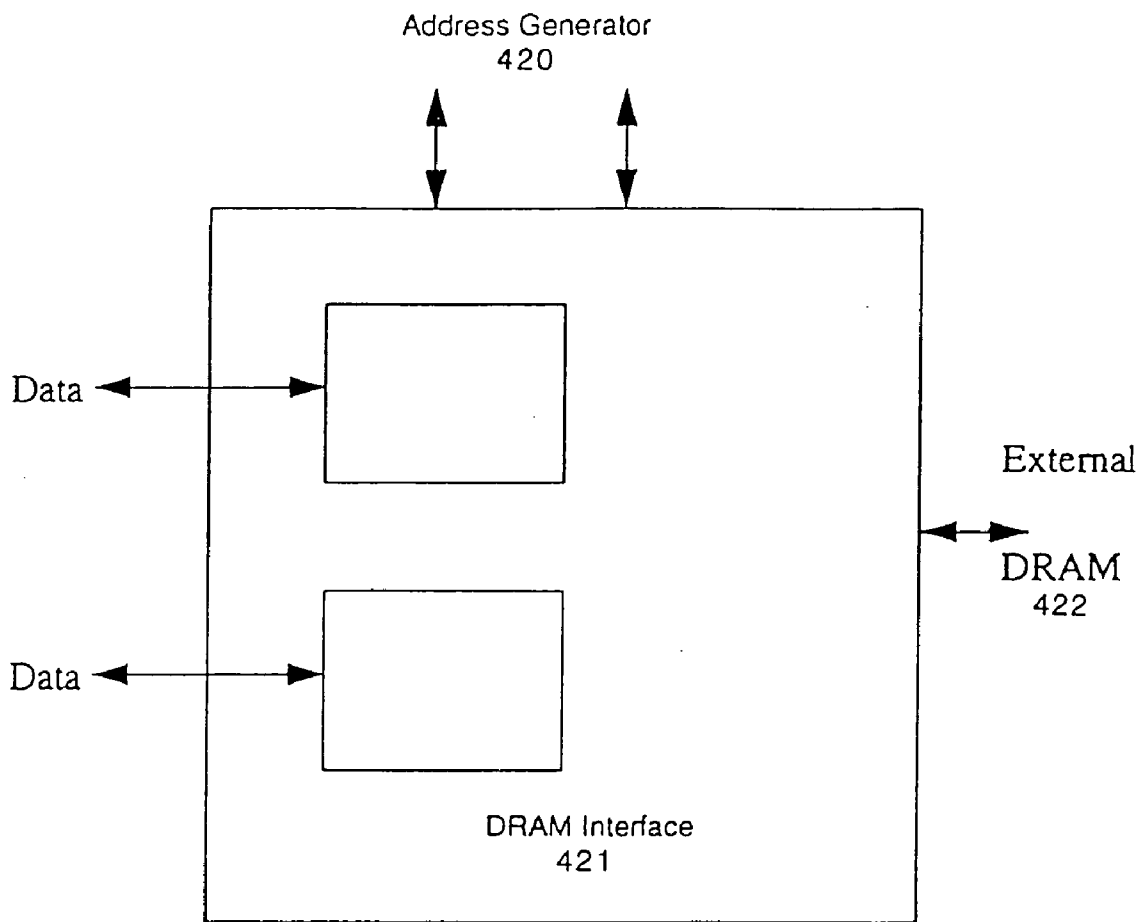 Address Generator
420
Data
External
DRAM
422
Data
DRAM Interface
421